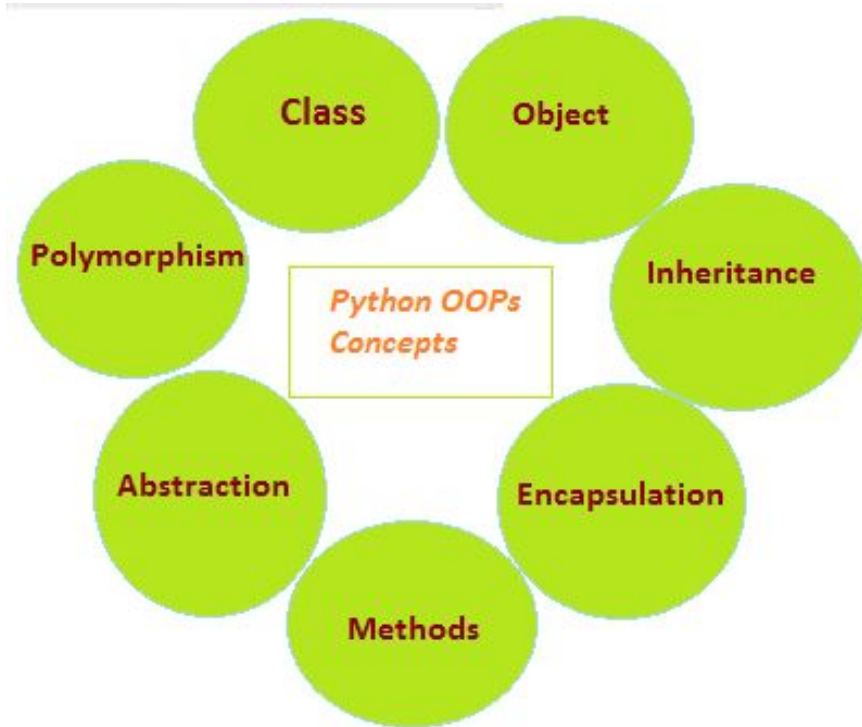 Class
Object
Polymorphism
Inheritance
Python OOPs
Concepts
Abstraction
Encapsulation
Methods